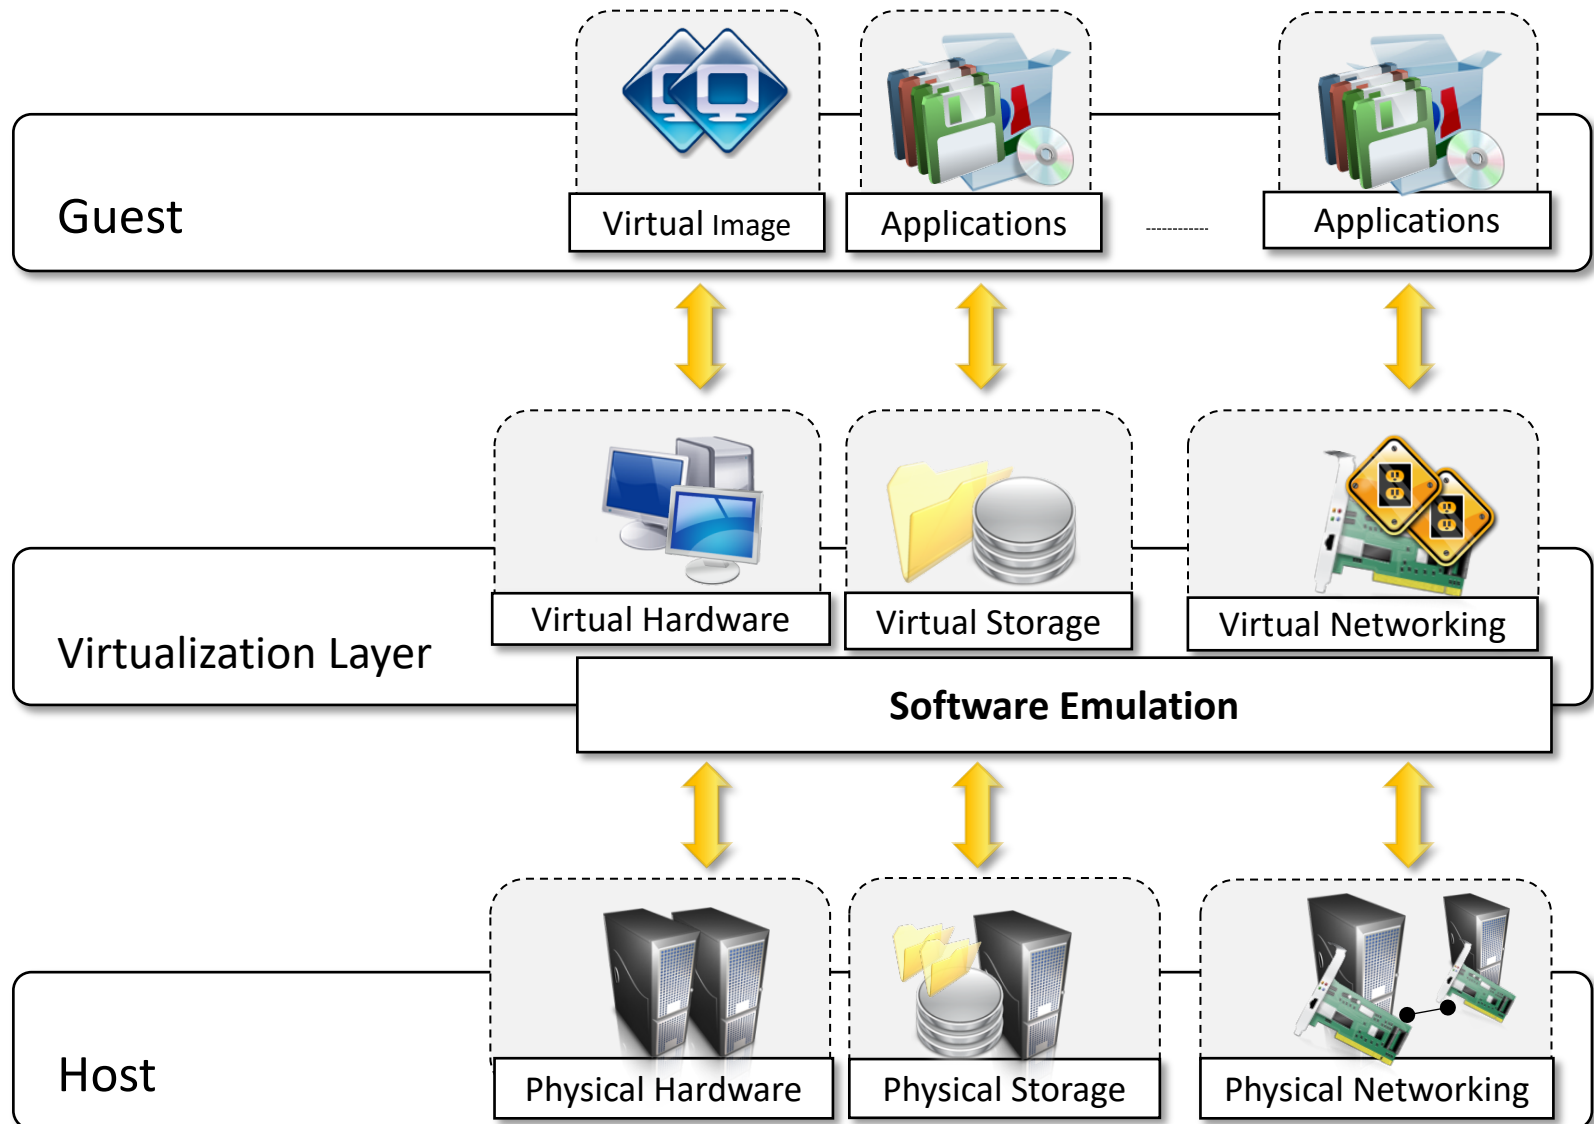 Guest
Virtual Image
Applications
Applications
Virtualization Layer
Virtual Hardware
Virtual Storage
Virtual Networking
Software Emulation
Host
Physical Hardware
Physical Storage
Physical Networking